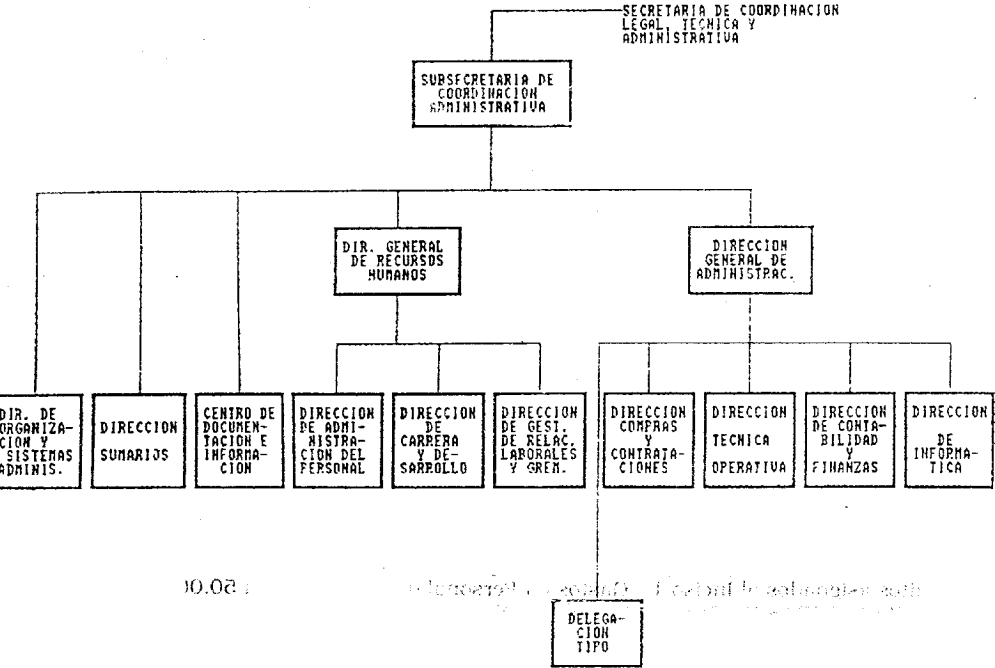 SECRETARIA DE COORDINACION
LEGAL, TECNICA Y
ADMINISTRATIVA
SUBSECRETARIA DE
COORDINACION
ADMINISTRATIVA
DIR. GENERAL
DE RECURSOS
HUMANOS
DIRECCION
GENERAL DE
ADMINISTRAC.
DIR. DE
ORGANIZA-
CION Y
SISTEMAS
ADMINIS.
DIRECCION
SUMARIOS
CENTRO DE
DOCUMEN-
TACION E
INFORMA-
CION
DIRECCION
DE ADMI-
NISTRA-
CION DEL
PERSONAL
DIRECCION
DE
CARRERA
Y DE-
SARROLLO
DIRECCION
DE GEST.
DE RELAC.
LABORALES
Y GREM.
DIRECCION
COMPRAS
Y
CONTRATA-
CIONES
DIRECCION
TECNICA
OPERATIVA
DIRECCION
DE CONTA-
BILIDAD
Y
FINANZAS
DIRECCION
DE
INFORMA-
TICA
DELEGA-
CION
TIPO